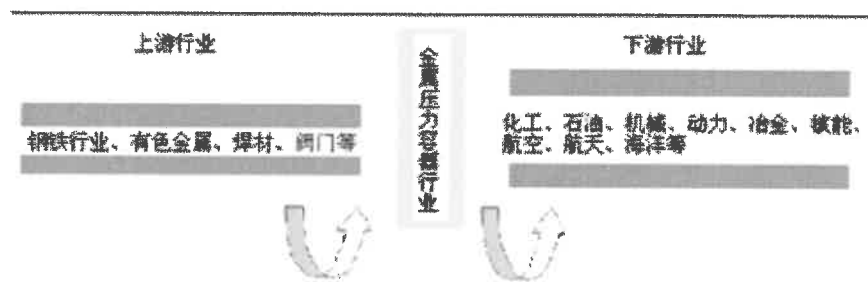 上游行业
钢铁行业、有色金属、焊材、阀门等
金属压力容器行业
下游行业
化工、石油、机械、动力、冶金、核能、
航空、航天、海洋等